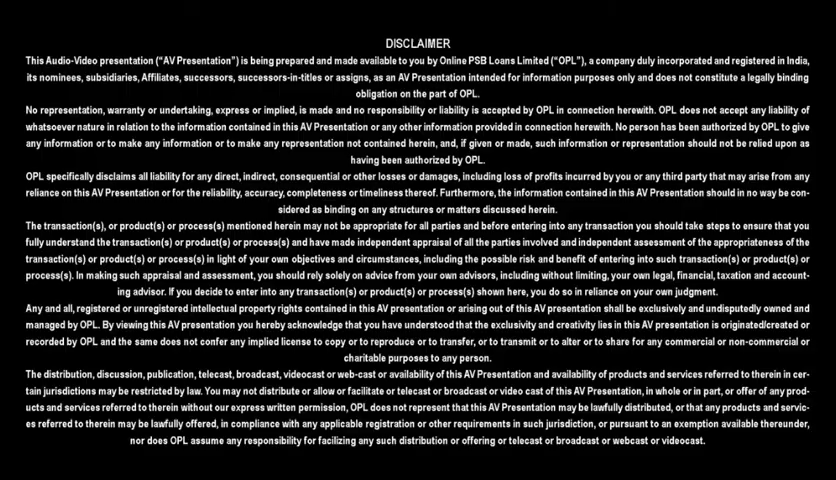 DISCLAIMER
This Audio-Video presentation (“AV Presentation”) is being prepared and made available to you by Online PSB Loans Limited (“OPL”), a company duly incorporated and registered in India,
its nominees, subsidiaries, Affiliates, successors, successors-in-titles or assigns, as an AV Presentation intended for information purposes only and does not constitute a legally binding
obligation on the part of OPL.
No representation, warranty or undertaking, express or implied, is made and no responsibility or liability is accepted by OPL in connection herewith. OPL does not accept any liability of
whatsoever nature in relation to the information contained in this AV Presentation or any other information provided in connection herewith. No person has been authorized by OPL to give
any information or to make any information or to make any representation not contained herein, and, if given or made, such information or representation should not be relied upon as
having been authorized by OPL.
OPL specifically disclaims all liability for any direct, indirect, consequential or other losses or damages, including loss of profits incurred by you or any third party that may arise from any
reliance on this AV Presentation or for the reliability, accuracy, completeness or timeliness thereof. Furthermore, the information contained in this AV Presentation should in no way be con-
sidered as binding on any structures or matters discussed herein.
The transaction(s), or product(s) or process(s) mentioned herein may not be appropriate for all parties and before entering into any transaction you should take steps to ensure that you
fully understand the transaction(s) or product(s) or process(s) and have made independent appraisal of all the parties involved and independent assessment of the appropriateness of the
transaction(s) or product(s) or process(s) in light of your own objectives and circumstances, including the possible risk and benefit of entering into such transaction(s) or product(s) or
process(s). In making such appraisal and assessment, you should rely solely on advice from your own advisors, including without limiting, your own legal, financial, taxation and account-
ing advisor. If you decide to enter into any transaction(s) or product(s) or process(s) shown here, you do so in reliance on your own judgment.
Any and all, registered or unregistered intellectual property rights contained in this AV presentation or arising out of this AV presentation shall be exclusively and undisputedly owned and
managed by OPL. By viewing this AV presentation you hereby acknowledge that you have understood that the exclusivity and creativity lies in this AV presentation is originated/created or
recorded by OPL and the same does not confer any implied license to copy or to reproduce or to transfer, or to transmit or to alter or to share for any commercial or non-commercial or
charitable purposes to any person.
The distribution, discussion, publication, telecast, broadcast, videocast or web-cast or availability of this AV Presentation and availability of products and services referred to therein in cer-
tain jurisdictions may be restricted by law. You may not distribute or allow or facilitate or telecast or broadcast or video cast of this AV Presentation, in whole or in part, or offer of any prod-
ucts and services referred to therein without our express written permission, OPL does not represent that this AV Presentation may be lawfully distributed, or that any products and servic-
es referred to therein may be lawfully offered, in compliance with any applicable registration or other requirements in such jurisdiction, or pursuant to an exemption available thereunder,
nor does OPL assume any responsibility for facilizing any such distribution or offering or telecast or broadcast or webcast or videocast.